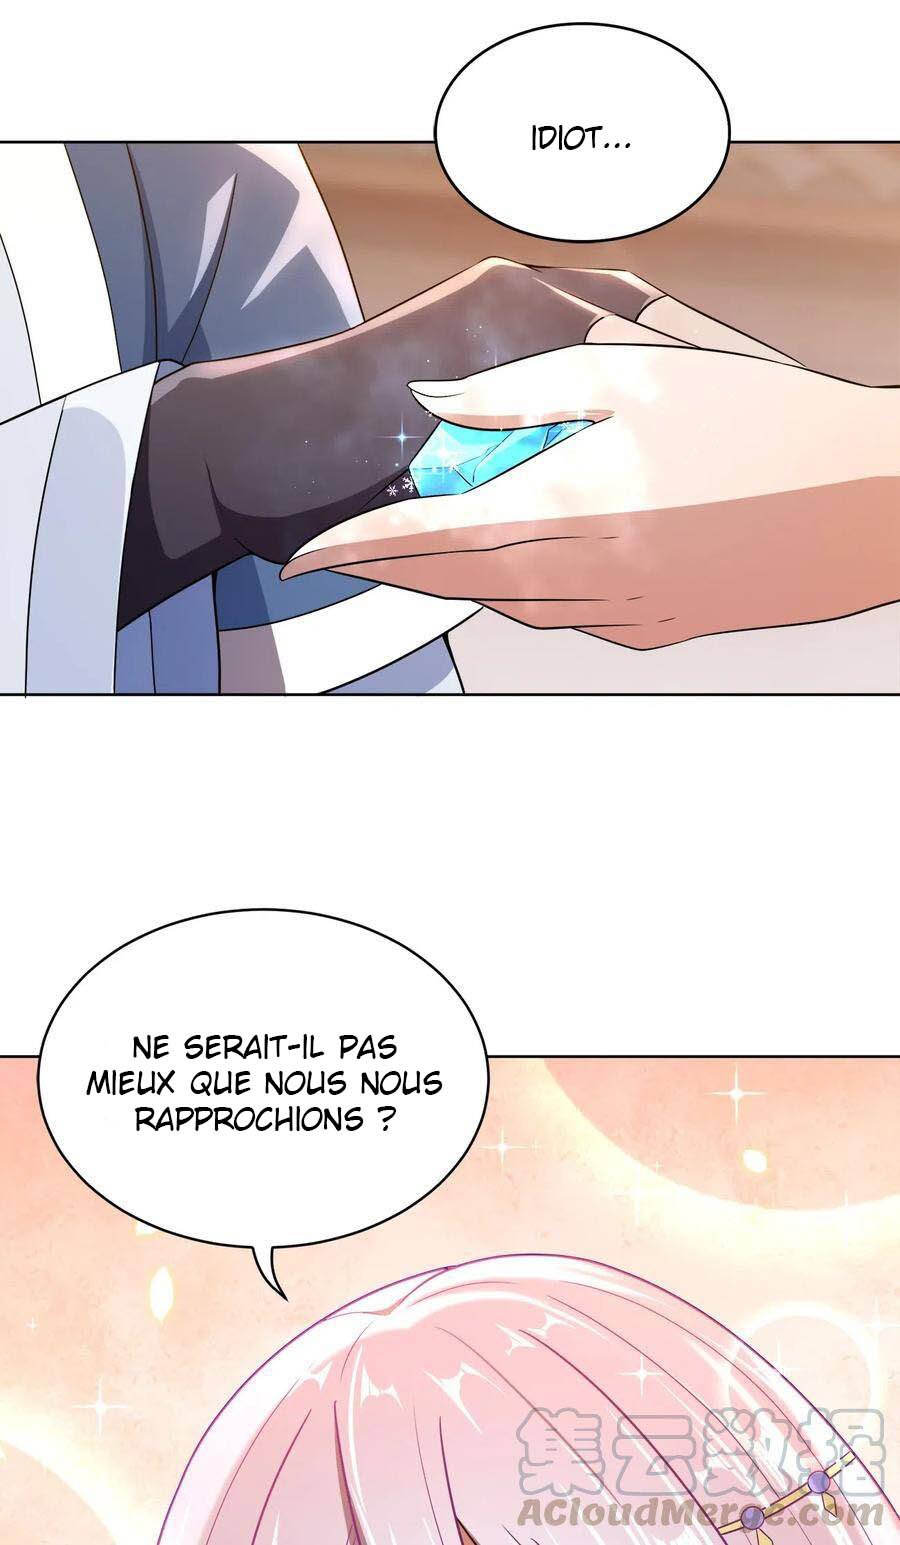 IDIOT...
NE SERAIT-IL PAS
MIEUX QUE NOUS NOUS
RAPPROCHIONS ?
集云数据
ACloudMerge.com